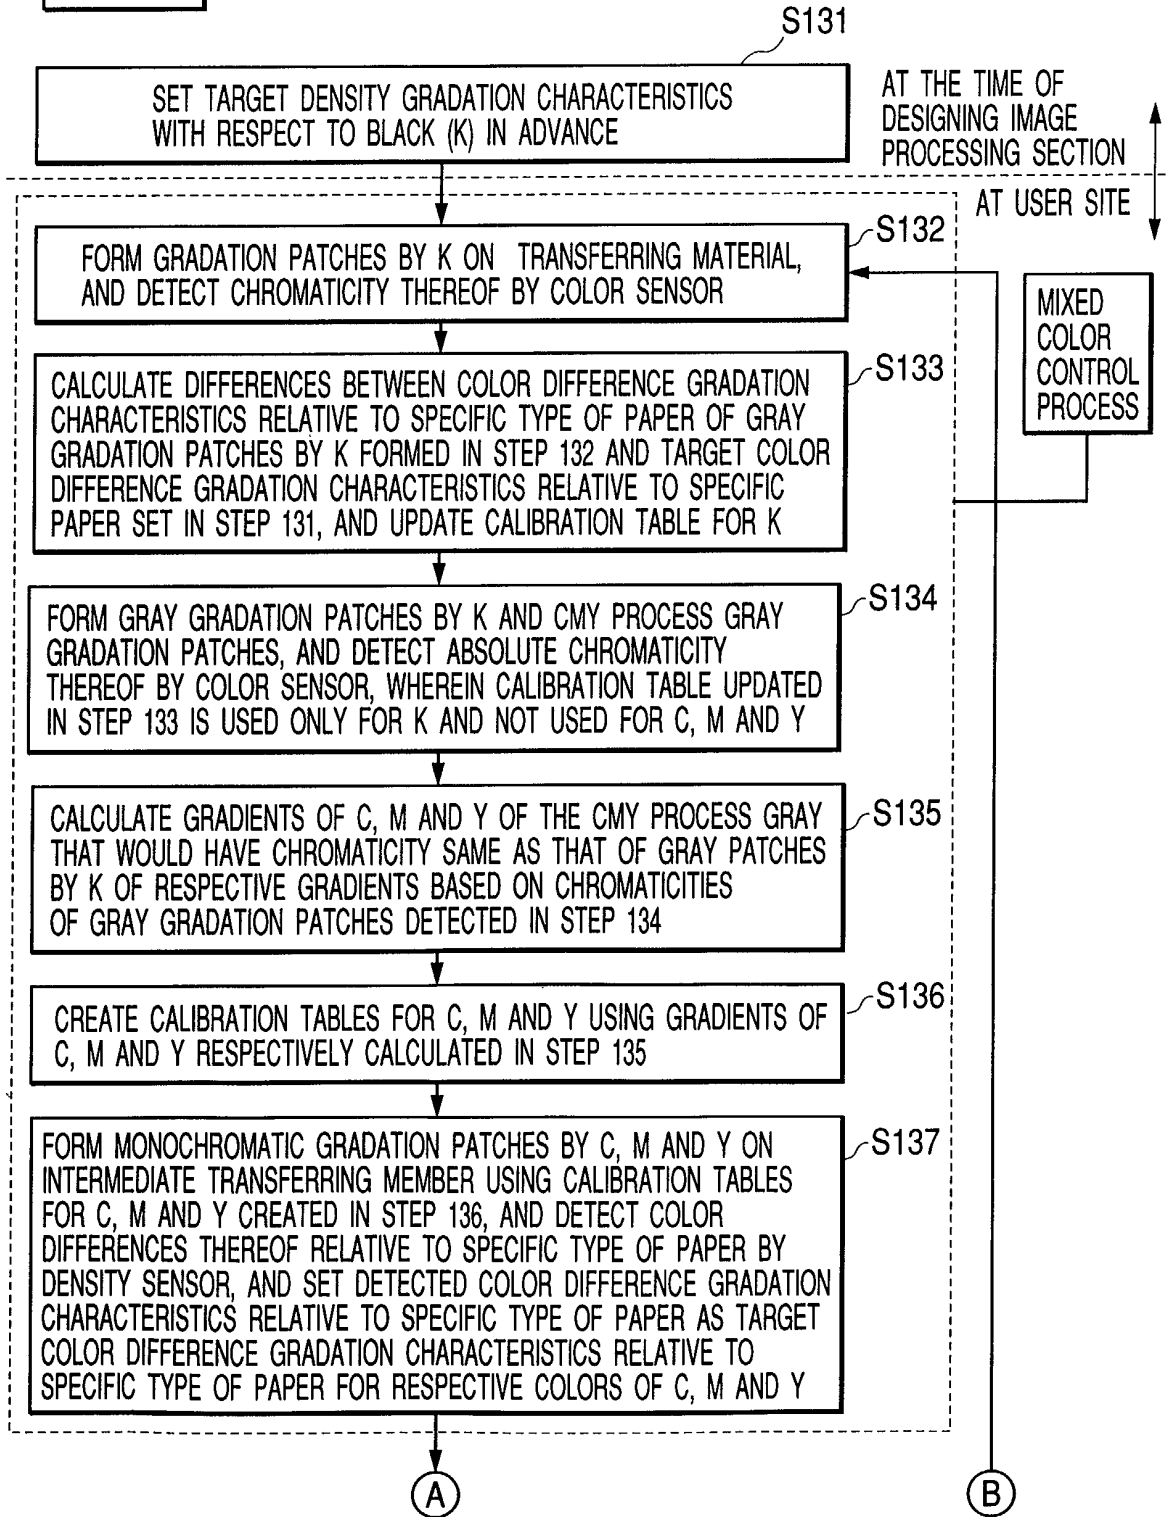 S131
SET TARGET DENSITY GRADATION CHARACTERISTICS
WITH RESPECT TO BLACK (K) IN ADVANCE
AT THE TIME OF
DESIGNING IMAGE
PROCESSING SECTION
AT USER SITE
S132
FORM GRADATION PATCHES BY K ON TRANSFERRING MATERIAL,
AND DETECT CHROMATICITY THEREOF BY COLOR SENSOR
MIXED
COLOR
CONTROL
PROCESS
S133
CALCULATE DIFFERENCES BETWEEN COLOR DIFFERENCE GRADATION
CHARACTERISTICS RELATIVE TO SPECIFIC TYPE OF PAPER OF GRAY
GRADATION PATCHES BY K FORMED IN STEP 132 AND TARGET COLOR
DIFFERENCE GRADATION CHARACTERISTICS RELATIVE TO SPECIFIC
PAPER SET IN STEP 131, AND UPDATE CALIBRATION TABLE FOR K
S134
FORM GRAY GRADATION PATCHES BY K AND CMY PROCESS GRAY
GRADATION PATCHES, AND DETECT ABSOLUTE CHROMATICITY
THEREOF BY COLOR SENSOR, WHEREIN CALIBRATION TABLE UPDATED
IN STEP 133 IS USED ONLY FOR K AND NOT USED FOR C, M AND Y
S135
CALCULATE GRADIENTS OF C, M AND Y OF THE CMY PROCESS GRAY
THAT WOULD HAVE CHROMATICITY SAME AS THAT OF GRAY PATCHES
BY K OF RESPECTIVE GRADIENTS BASED ON CHROMATICITIES
OF GRAY GRADATION PATCHES DETECTED IN STEP 134
S136
CREATE CALIBRATION TABLES FOR C, M AND Y USING GRADIENTS OF
C, M AND Y RESPECTIVELY CALCULATED IN STEP 135
S137
FORM MONOCHROMATIC GRADATION PATCHES BY C, M AND Y ON
INTERMEDIATE TRANSFERRING MEMBER USING CALIBRATION TABLES
FOR C, M AND Y CREATED IN STEP 136, AND DETECT COLOR
DIFFERENCES THEREOF RELATIVE TO SPECIFIC TYPE OF PAPER BY
DENSITY SENSOR, AND SET DETECTED COLOR DIFFERENCE GRADATION
CHARACTERISTICS RELATIVE TO SPECIFIC TYPE OF PAPER AS TARGET
COLOR DIFFERENCE GRADATION CHARACTERISTICS RELATIVE TO
SPECIFIC TYPE OF PAPER FOR RESPECTIVE COLORS OF C, M AND Y
A
B